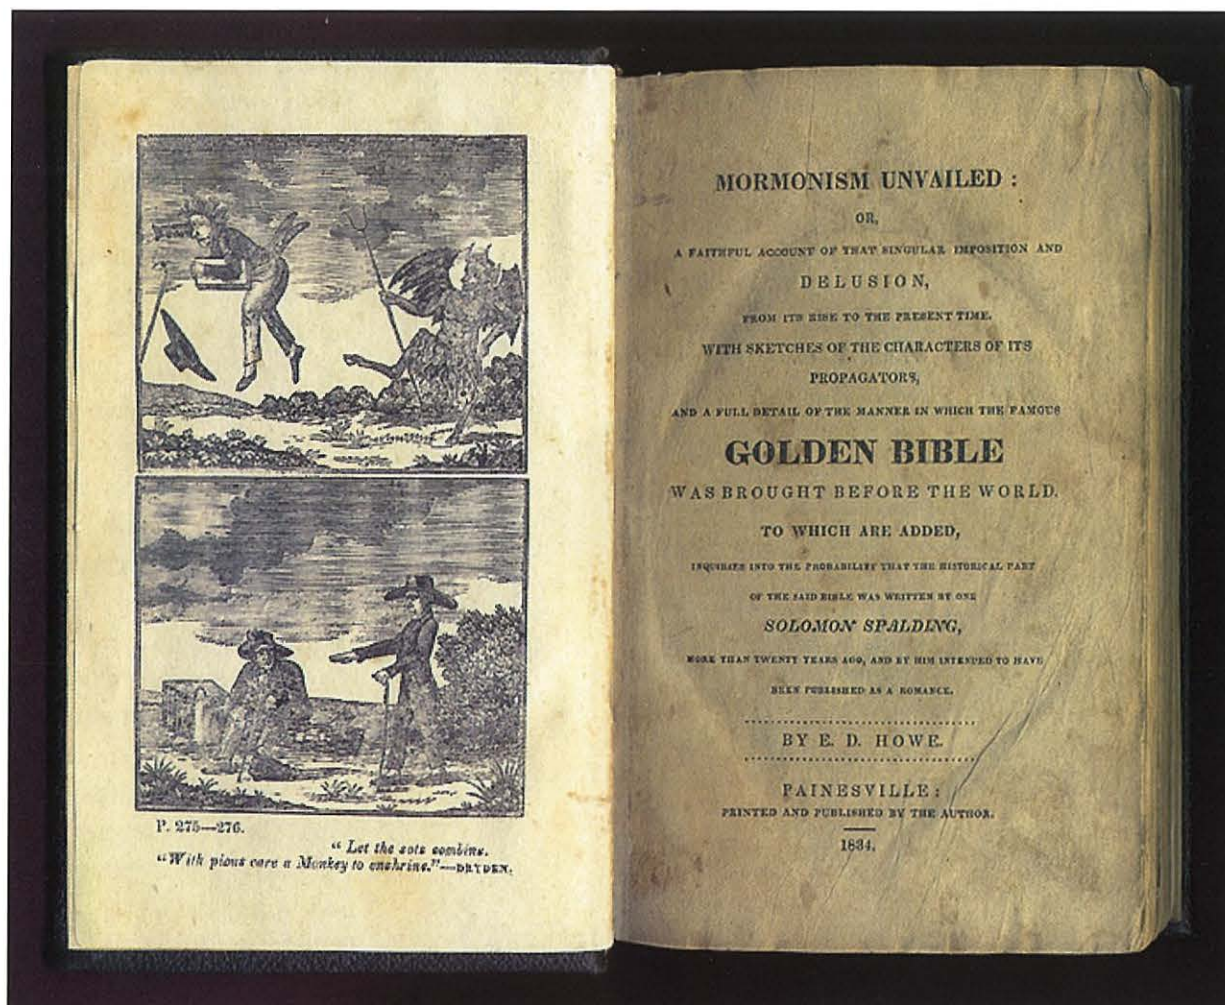 P. 275—276.
" Let the sots combine.
"With pious care a Monkey to enshrine."—DRYDEN.
MORMONISM UNVAILED :
OR,
A FAITHFUL ACCOUNT OF THAT SINGULAR IMPOSITION AND
DELUSION,
FROM ITS RISE TO THE PRESENT TIME.
WITH SKETCHES OF THE CHARACTERS OF ITS
PROPAGATORS,
AND A FULL DETAIL OF THE MANNER IN WHICH THE FAMOUS
GOLDEN BIBLE
WAS BROUGHT BEFORE THE WORLD.
TO WHICH ARE ADDED,
INQUIRIES INTO THE PROBABILITY THAT THE HISTORICAL PART
OF THE SAID BIBLE WAS WRITTEN BY ONE
SOLOMON SPALDING,
MORE THAN TWENTY YEARS AGO, AND BY HIM INTENDED TO HAVE
BEEN PUBLISHED AS A ROMANCE.
BY E. D. HOWE.
PAINESVILLE :
PRINTED AND PUBLISHED BY THE AUTHOR.
1834.